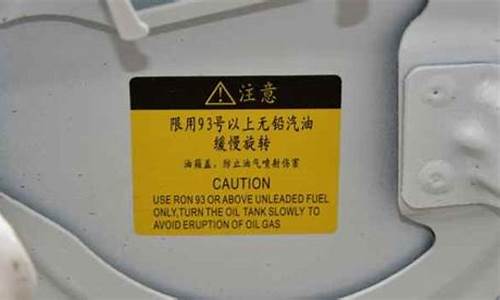 注意
限用93号以上无铅汽油
缓慢旋转
油箱盖，防止油气喷射伤害
CAUTION
USE RON 93 OR ABOVE UNLEADED FUEL
ONLY,TURN THE OIL TANK SLOWLY TO
AVOID ERUPTION OF OIL GAS